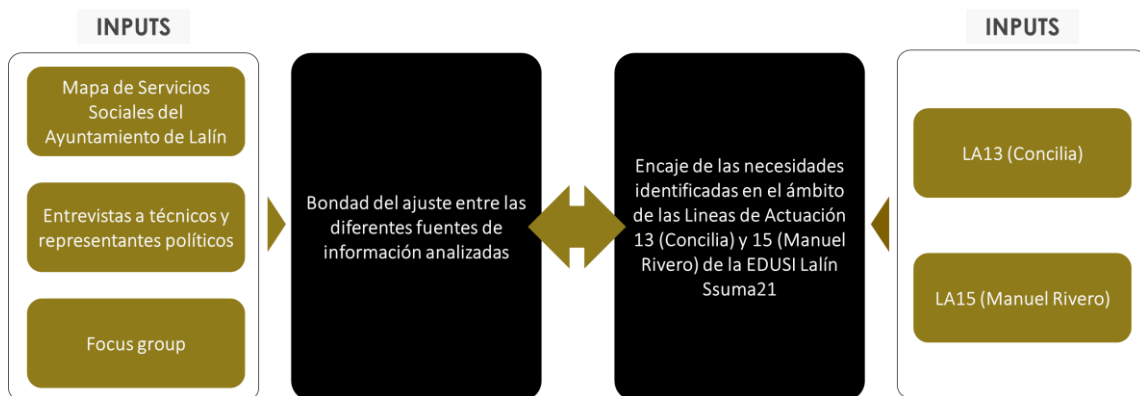 INPUTS
Mapa de Servicios
Sociales del
Ayuntamiento de Lalín
Entrevistas a técnicos y
representantes políticos
Focus group
Bondad del ajuste entre las
diferentes fuentes de
información analizadas
Encaje de las necesidades
identificadas en el ámbito
de las Lineas de Actuación
13 (Concilia) y 15 (Manuel
Rivero) de la EDUSI Lalín
Ssuma21
INPUTS
LA13 (Concilia)
LA15 (Manuel Rivero)